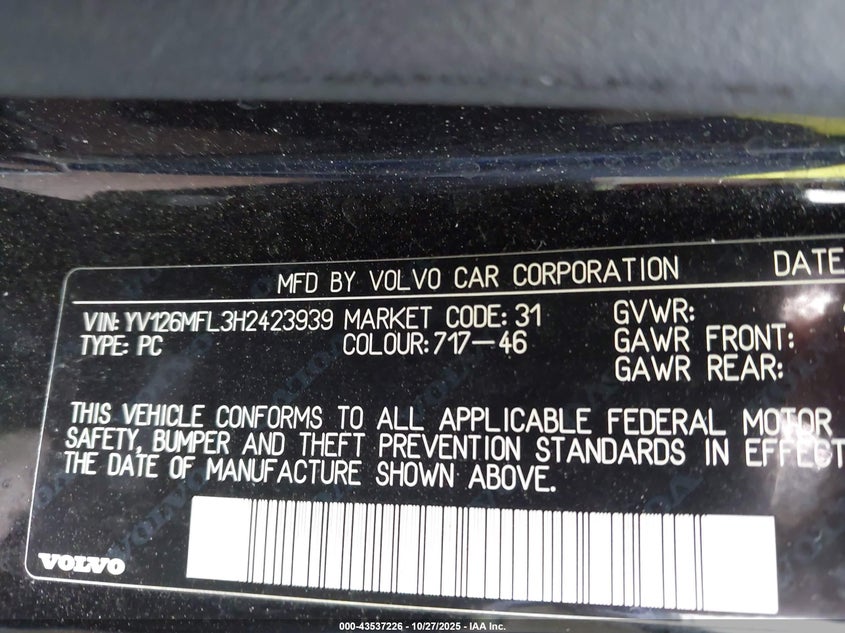 MFD BY VOLVO CAR CORPORATION DATE
VIN: YV126MFL3H2423939 MARKET CODE: 31 GVWR:
TYPE: PC COLOUR: 717-46 GAWR FRONT:
GAWR REAR:
THIS VEHICLE CONFORMS TO ALL APPLICABLE FEDERAL MOTOR
SAFETY, BUMPER AND THEFT PREVENTION STANDARDS IN EFFECT
THE DATE OF MANUFACTURE SHOWN ABOVE.
VOLVO
000-43537226 - 10/27/2025 - IAA Inc.